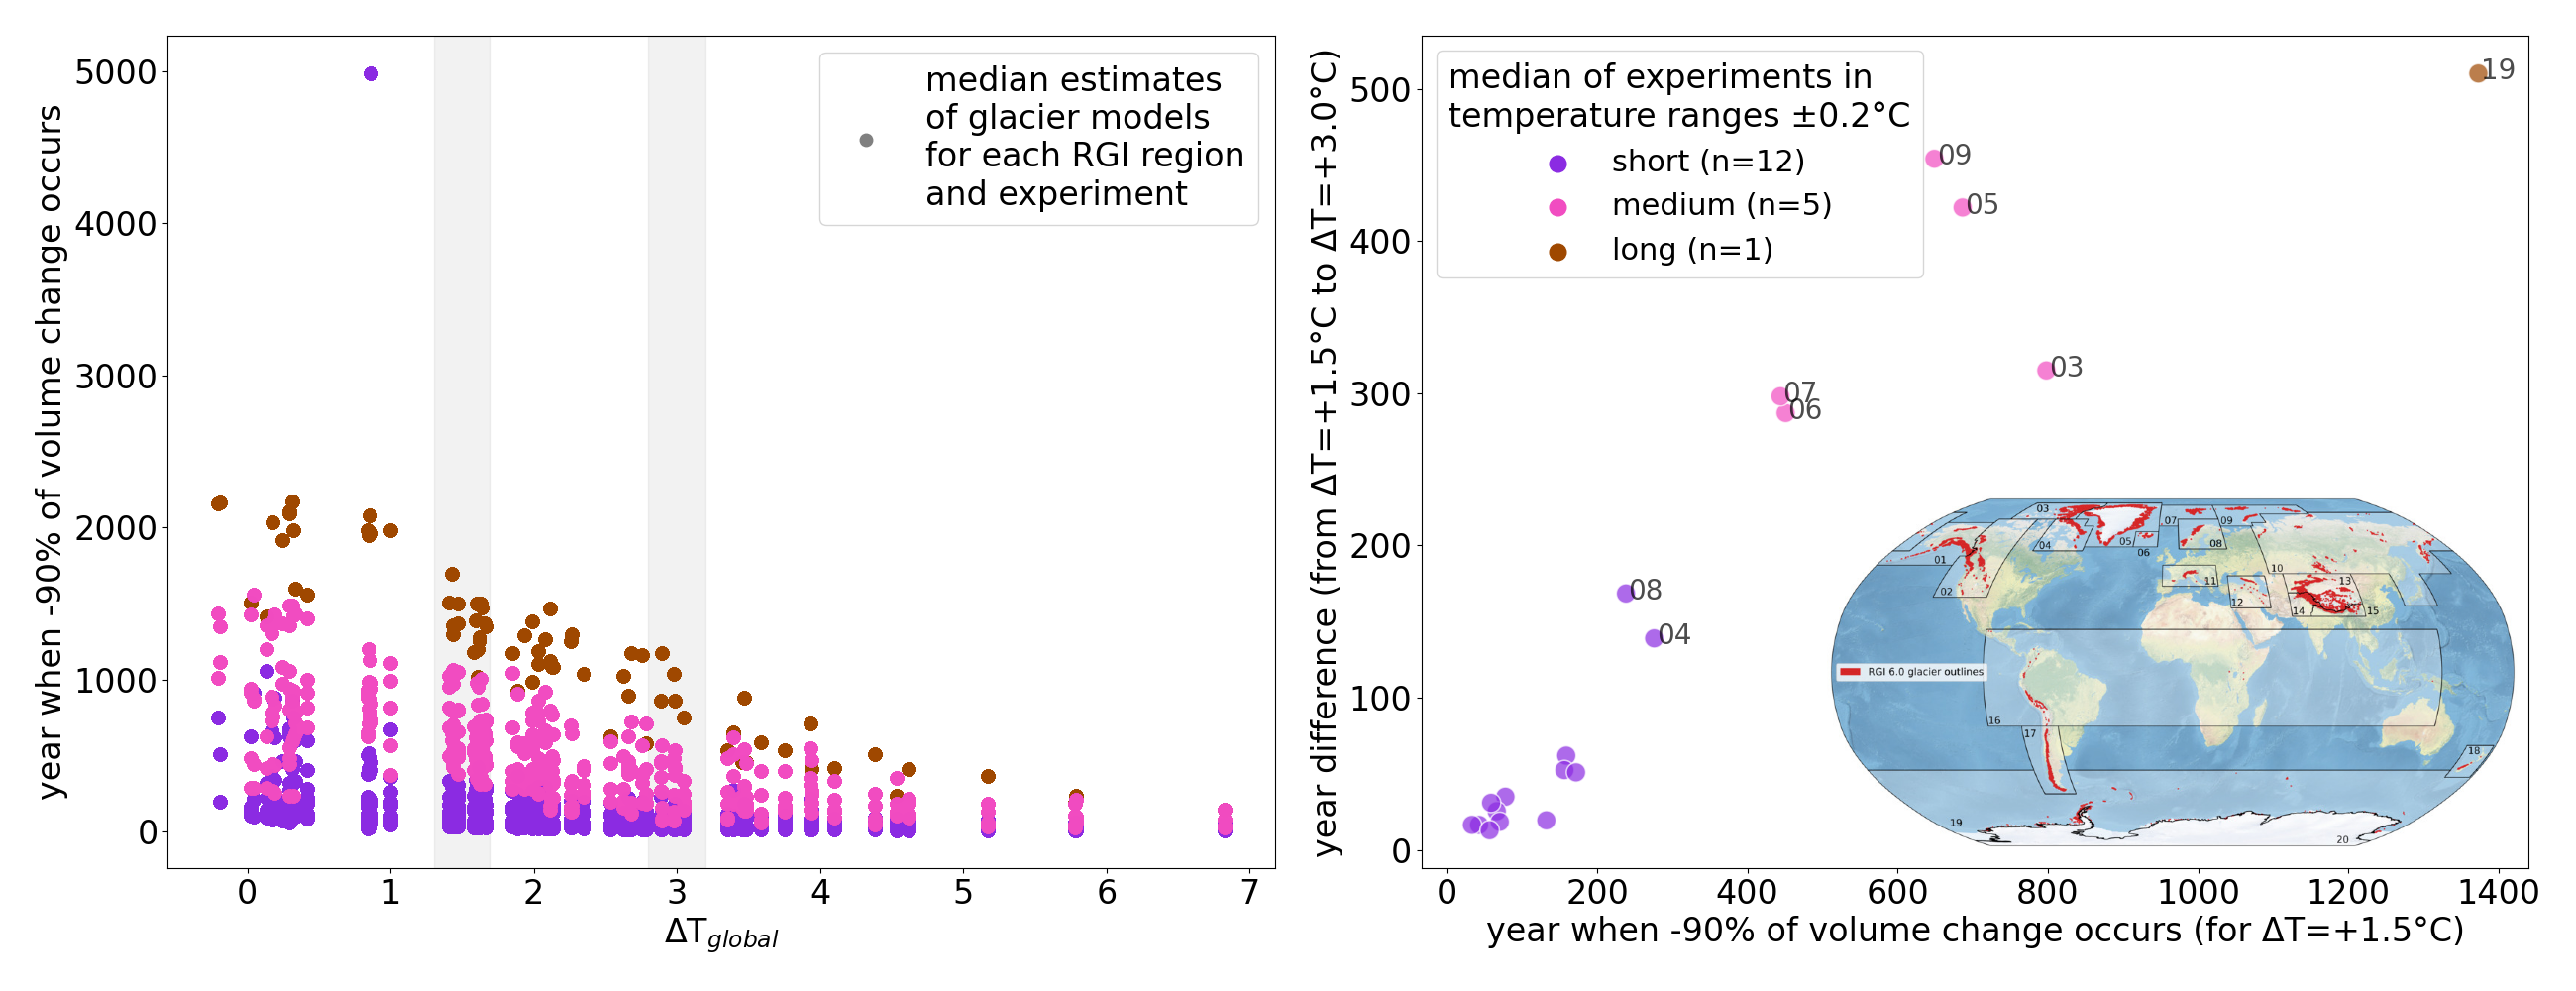 year when -90% of volume change occurs
5000
4000
3000
2000
1000
0
median estimates
of glacier models
for each RGI region
and experiment
0 1 2 3 4 5 6 7
ΔTglobal
year difference (from ΔT=+1.5°C to ΔT=+3.0°C)
500
400
300
200
100
0
median of experiments in
temperature ranges ±0.2°C
short (n=12)
medium (n=5)
long (n=1)
19
09
05
03
07
06
08
04
03
07
09
04
05
06
08
01
02
10
11
12
13
14
15
RGI 6.0 glacier outlines
16
17
18
19
20
0 200 400 600 800 1000 1200 1400
year when -90% of volume change occurs (for ΔT=+1.5°C)